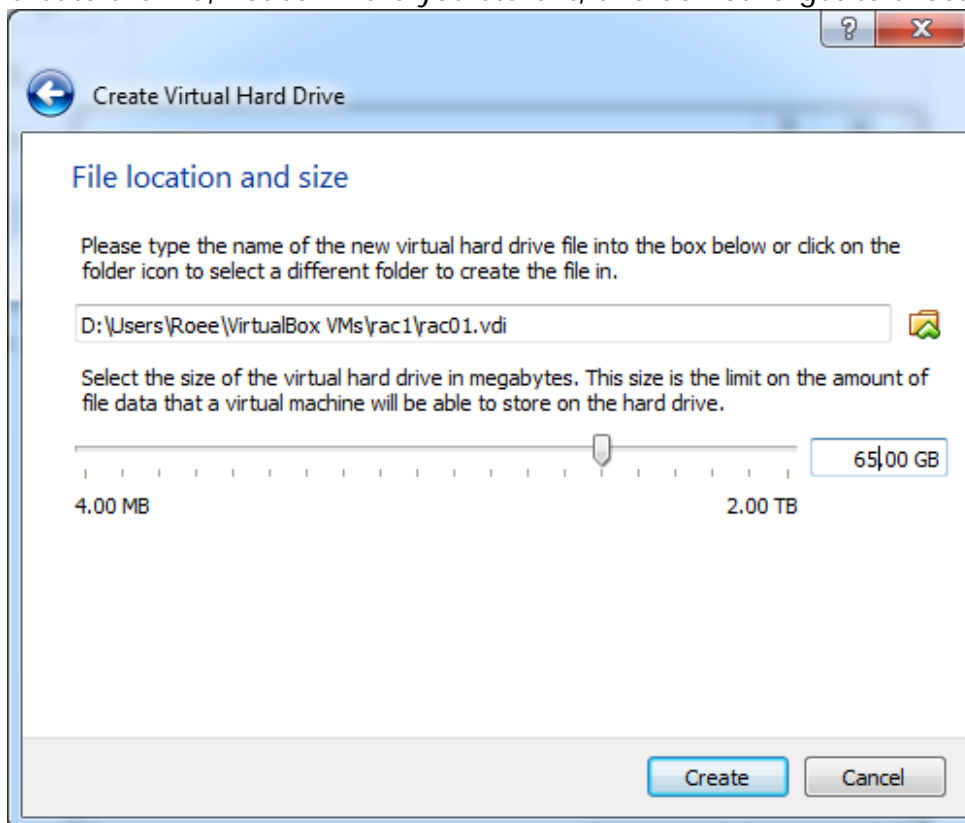 ?
x
Create Virtual Hard Drive
File location and size
Please type the name of the new virtual hard drive file into the box below or click on the
folder icon to select a different folder to create the file in.
D:\Users\Roee\VirtualBox VMs\rac1\rac01.vdi
Select the size of the virtual hard drive in megabytes. This size is the limit on the amount of
file data that a virtual machine will be able to store on the hard drive.
65.00 GB
4.00 MB 2.00 TB
Create Cancel